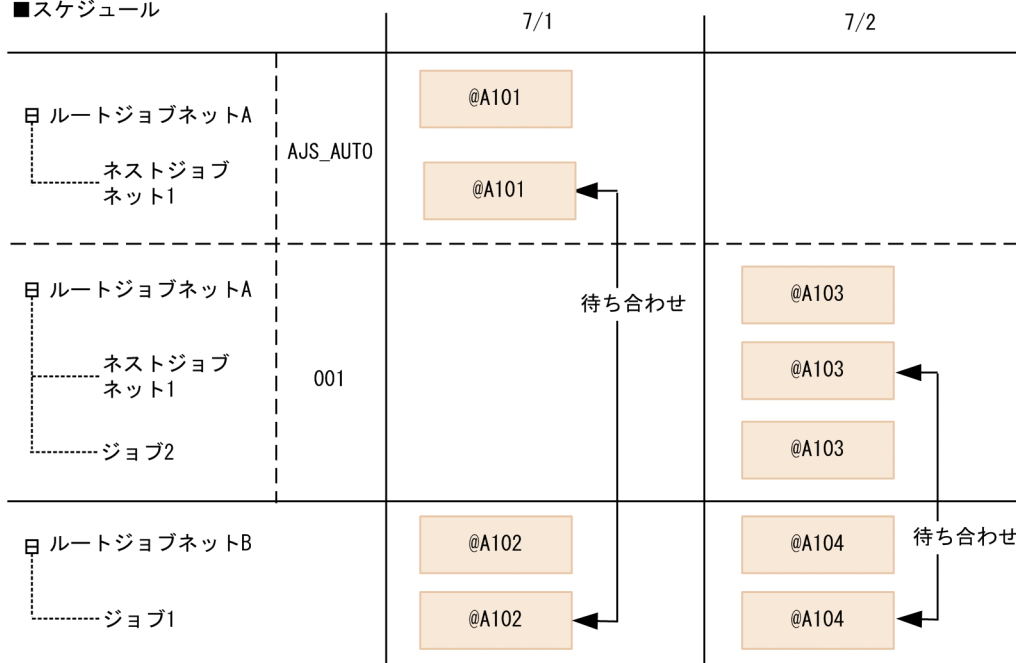 ■スケジュール
7/1
7/2
ルートジョブネットA
ネストジョブ
ネット1
AJS_AUTO
@A101
@A101
待ち合わせ
ルートジョブネットA
ネストジョブ
ネット1
ジョブ2
001
@A103
@A103
@A103
待ち合わせ
ルートジョブネットB
ジョブ1
@A102
@A102
@A104
@A104